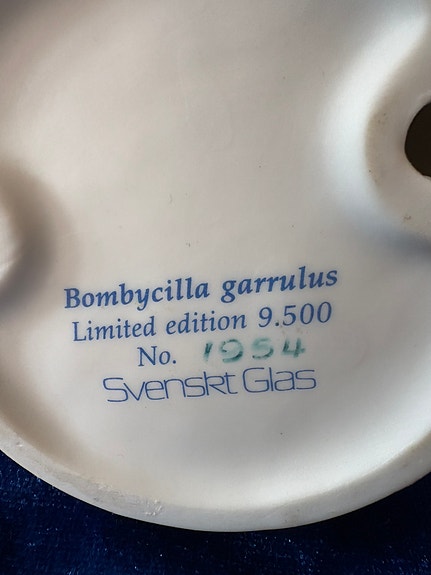 Bombycilla garrulus
Limited edition 9.500
No. 1954
Svenskt Glas